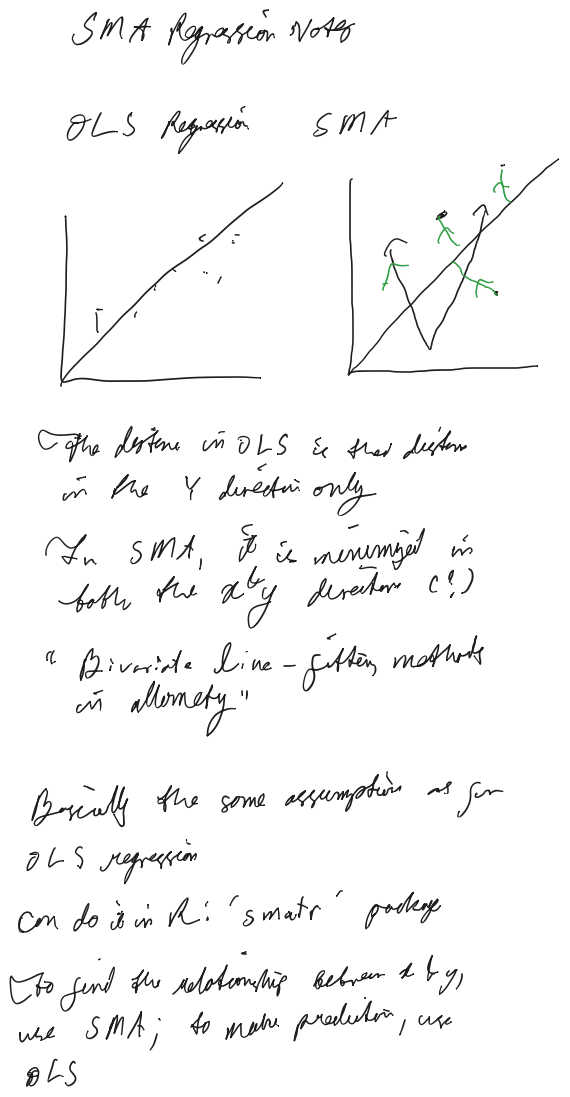 SMA Regression Notes
OLS Regression SMA
The distance in OLS is the distance
in the Y direction only
In SMA, it is minimized in
both the x & y directions (!)
"Bivariate line-fitting methods
in allometry"
Basically the same assumptions as for
OLS regression
Can do it in R: 'smatr' package
to find the relationship between x & y,
use SMA; to make prediction, use
OLS